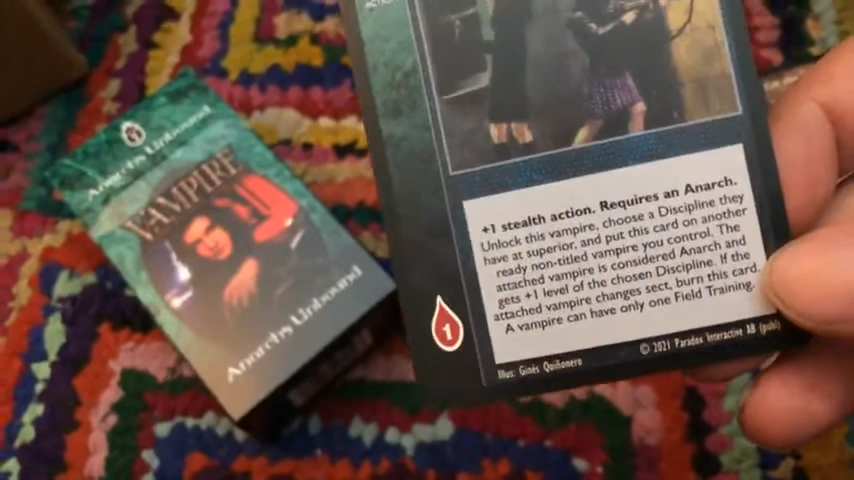 ACTION
+1 stealth action. Requires an Anarch.
Unlock this vampire, choose a Discipline they
have at superior, and put this card on another
ready non-titled vampire you control. The
attached vampire is considered Anarch and
gets +1 level of the chosen Discipline. If the
attached vampire changes sect, burn this card.
A vampire can have only one Field Training.
1
Illus: Ginés Quiñonero
© 2021 Paradox Interactive AB (publ)
Anarchs Unbound
VAMPIRE
Anarchs Unbound